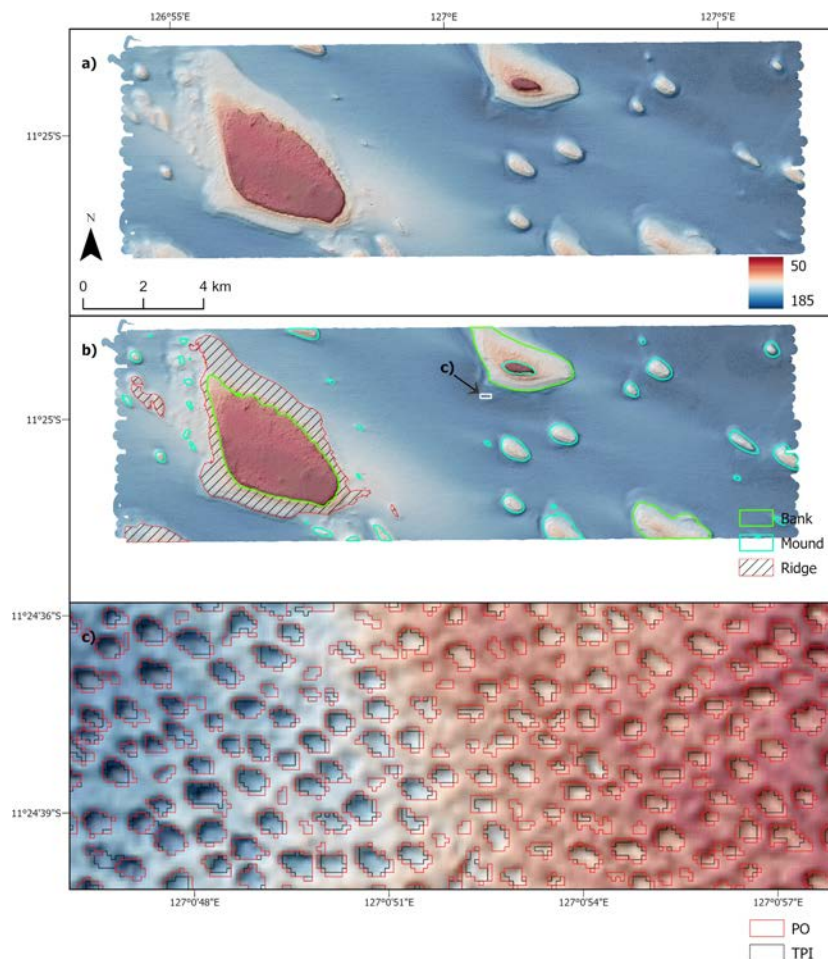 126°55'E 127°E 127°5'E
a)
11°25'S
N
0 2 4 km
50
185
b)
c)
11°25'S
Bank
Mound
Ridge
11°24'36"S
c)
11°24'39"S
127°0'48"E 127°0'51"E 127°0'54"E 127°0'57"E
PO
TPI